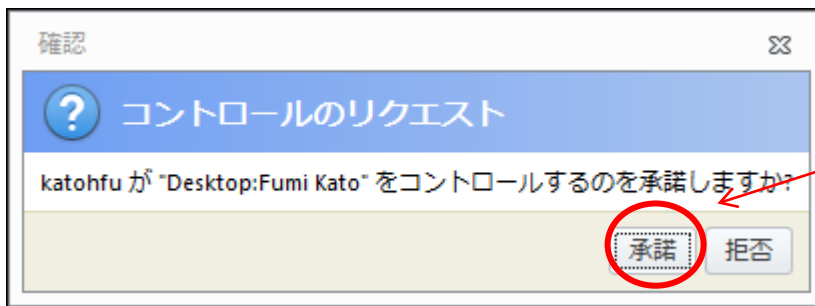 確認
コントロールのリクエスト
katohfu が "Desktop:Fumi Kato" をコントロールするのを承諾しますか?
承諾 拒否